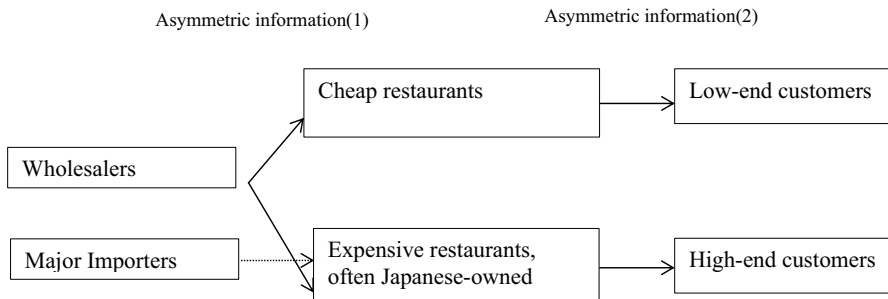 Asymmetric information(1)
Asymmetric information(2)
Cheap restaurants
Low-end customers
Wholesalers
Major Importers
Expensive restaurants,
often Japanese-owned
High-end customers